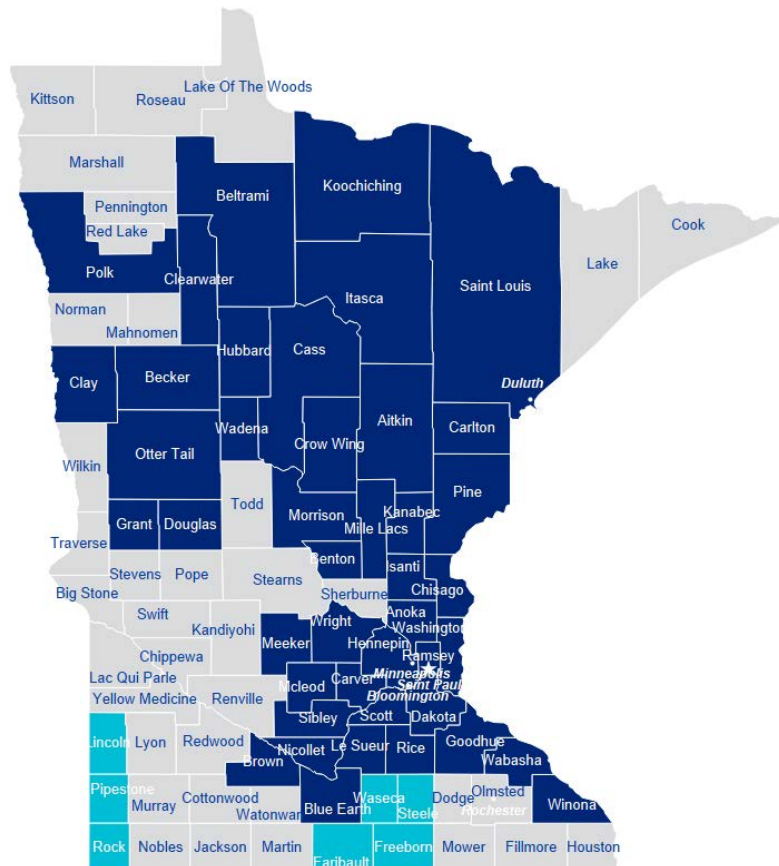 Lake Of The Woods
Kittson
Roseau
Marshall
Koochiching
Beltrami
Pennington
Cook
Red Lake
Lake
Polk
Clearwater
Saint Louis
Itasca
Norman
Mahnomen
Hubbard
Cass
Becker
Clay
Duluth
Aitkin
Wadena
Carlton
Crow Wing
Otter Tail
Wilkin
Pine
Todd
Kanabec
Morrison
Grant
Douglas
Mille Lacs
Traverse
Benton
Isanti
Stevens
Pope
Stearns
Chisago
Big Stone
Sherburne
Anoka
Swift
Wright
Washington
Kandiyohi
Meeker
Hennepin
Ramsey
Chippewa
Minneapolis
Lac Qui Parle
Mcleod
Carver
Saint Paul
Bloomington
Yellow Medicine
Renville
Sibley
Scott
Dakota
Lincoln
Lyon
Redwood
Nicollet
Le Sueur
Rice
Goodhue
Brown
Wabasha
Pipestone
Murray
Cottonwood
Watonwan
Blue Earth
Waseca
Steele
Dodge
Olmsted
Rochester
Winona
Rock
Nobles
Jackson
Martin
Faribault
Freeborn
Mower
Fillmore
Houston